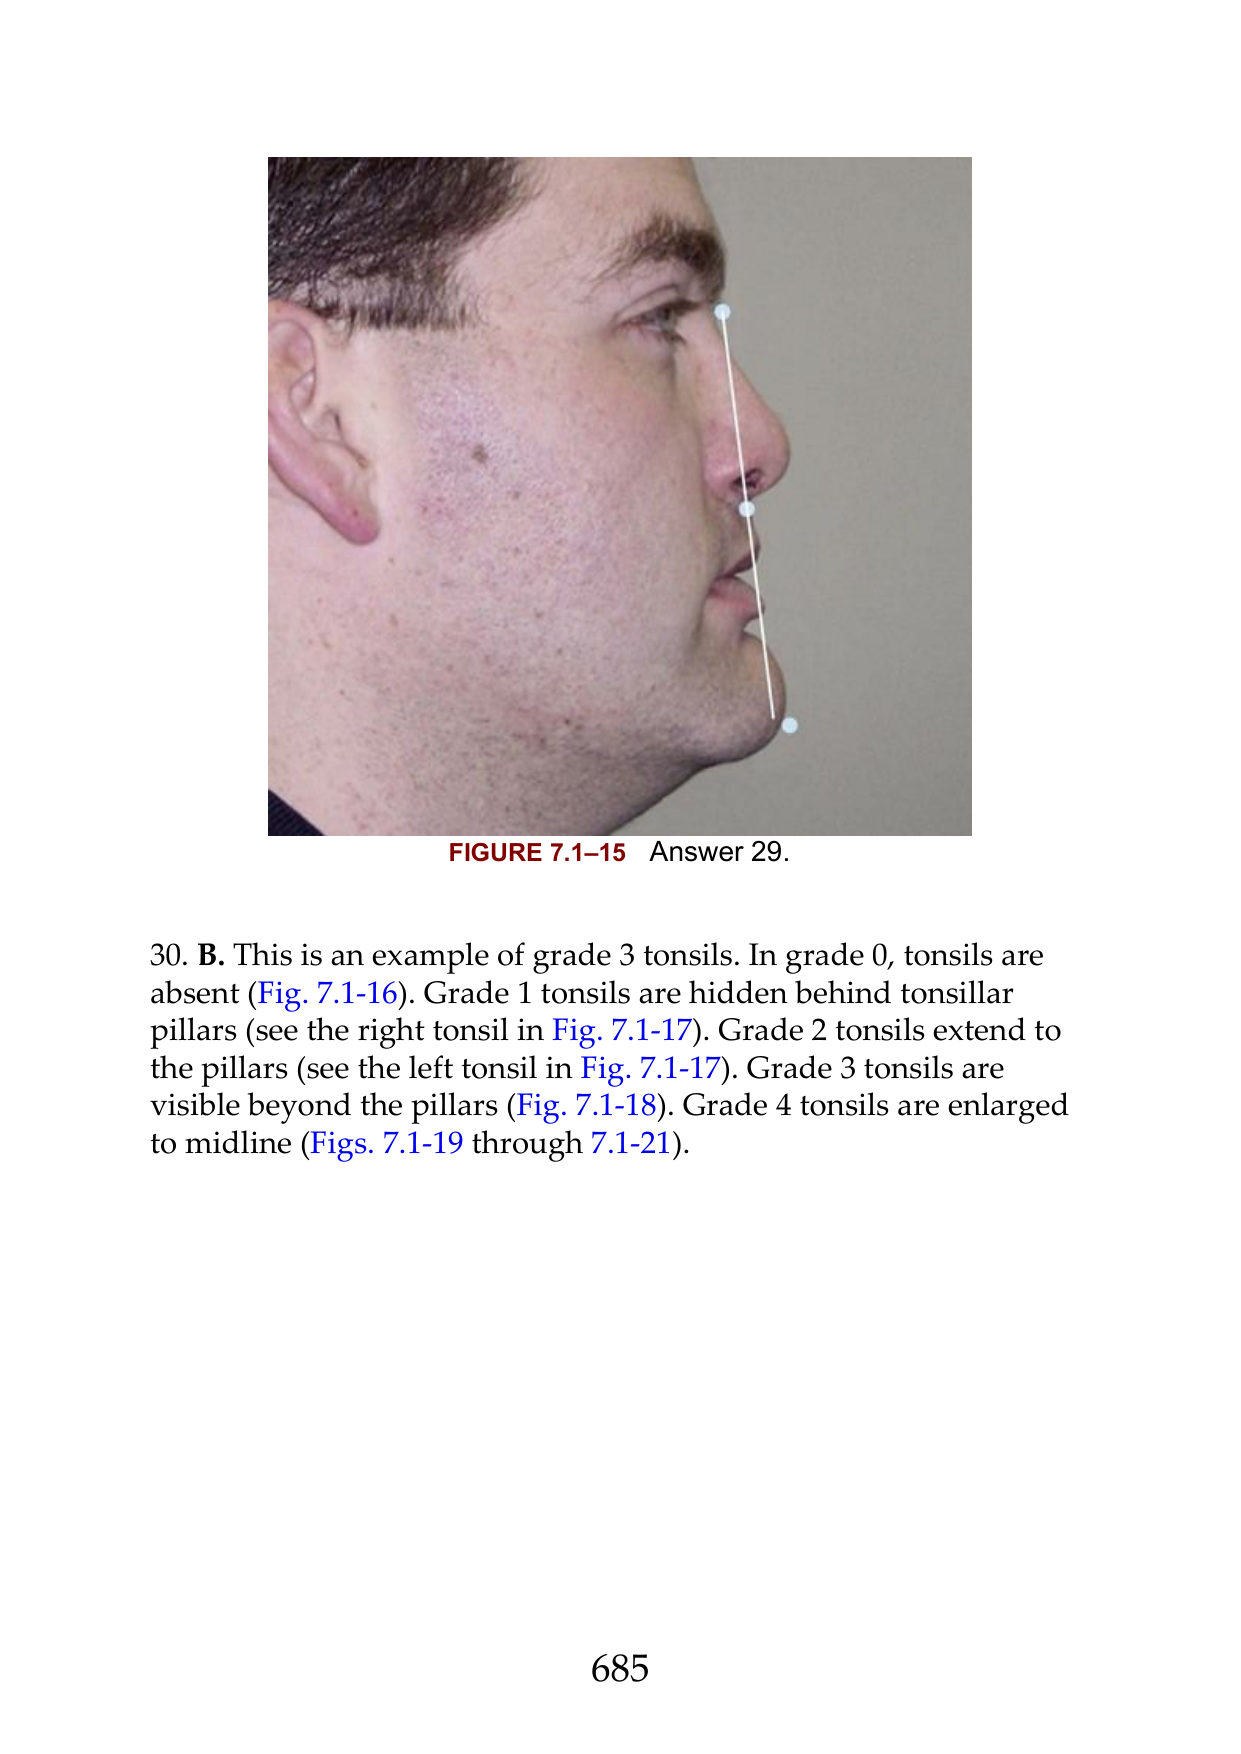 FIGURE 7.1–15 Answer 29.
30. B. This is an example of grade 3 tonsils. In grade 0, tonsils are
absent (Fig. 7.1-16). Grade 1 tonsils are hidden behind tonsillar
pillars (see the right tonsil in Fig. 7.1-17). Grade 2 tonsils extend to
the pillars (see the left tonsil in Fig. 7.1-17). Grade 3 tonsils are
visible beyond the pillars (Fig. 7.1-18). Grade 4 tonsils are enlarged
to midline (Figs. 7.1-19 through 7.1-21).
685